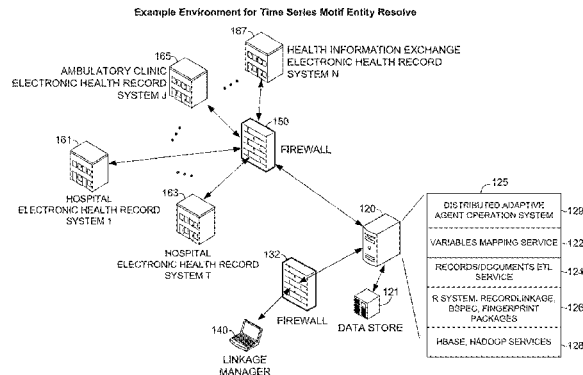 Example Environment for Time Series Motif Entity Resolve
167
HEALTH INFORMATION EXCHANGE
ELECTRONIC HEALTH RECORD
SYSTEM N
165
AMBULATORY CLINIC
ELECTRONIC HEALTH RECORD
SYSTEM J
150
FIREWALL
161
HOSPITAL
ELECTRONIC HEALTH RECORD
SYSTEM 1
163
HOSPITAL
ELECTRONIC HEALTH RECORD
SYSTEM T
120
125
DISTRIBUTED ADAPTIVE
AGENT OPERATION SYSTEM
129
VARIABLES MAPPING SERVICE
122
RECORDS/DOCUMENTS ETL
SERVICE
124
R SYSTEM, RECORDLINKAGE,
BSPEC, FINGERPRINT
PACKAGES
126
HBASE, HADOOP SERVICES
128
132
FIREWALL
121
DATA STORE
140
LINKAGE
MANAGER